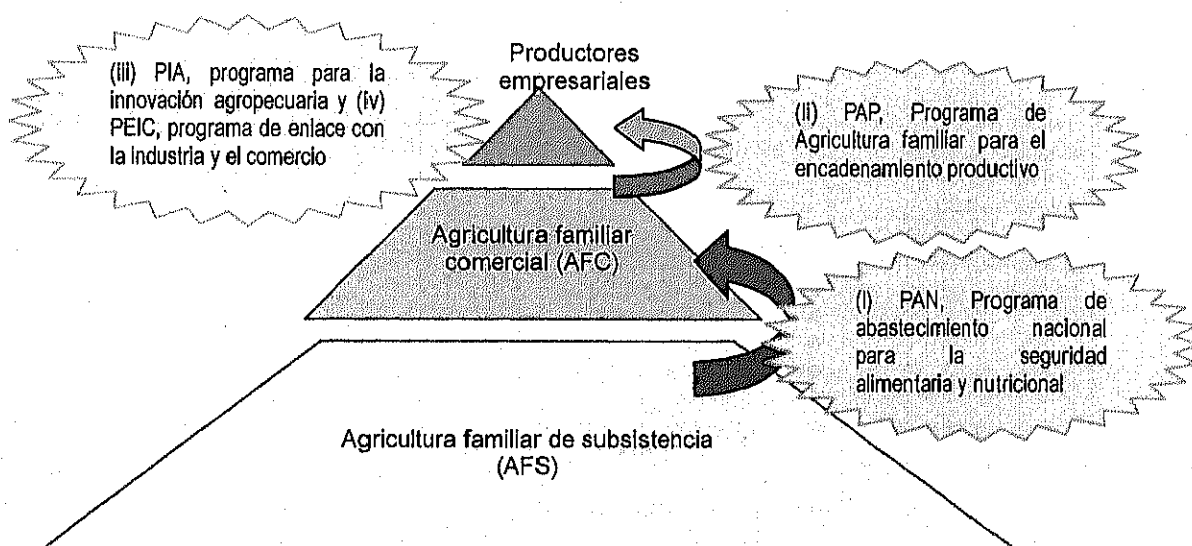 Productores
empresariales
(iii) PIA, programa para la
innovación agropecuaria y (iv)
PEIC, programa de enlace con
la industria y el comercio
(ii) PAP, Programa de
Agricultura familiar para el
encadenamiento productivo
Agricultura familiar
comercial (AFC)
(i) PAN, Programa de
abastecimiento nacional
para la seguridad
alimentaria y nutricional
Agricultura familiar de subsistencia
(AFS)